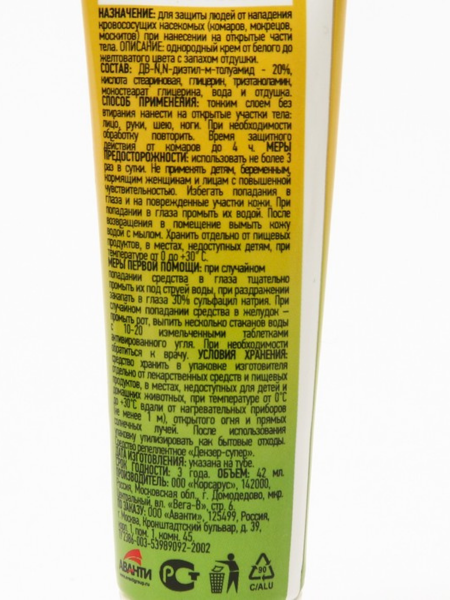 НАЗНАЧЕНИЕ: для защиты людей от нападения
кровососущих насекомых (комаров, мокрецов,
москитов) при нанесении на открытые части
тела. ОПИСАНИЕ: однородный крем от белого до
желтоватого цвета с запахом отдушки.
СОСТАВ: ДВ-N,N-диэтил-м-толуамид - 20%,
кислота стеариновая, глицерин, триэтаноламин,
моностеарат глицерина, вода и отдушка.
СПОСОБ ПРИМЕНЕНИЯ: тонким слоем без
втирания нанести на открытые участки тела:
лицо, руки, шею, ноги. При необходимости
обработку повторить. Время защитного
действия от комаров до 4 ч. МЕРЫ
ПРЕДОСТОРОЖНОСТИ: использовать не более 3
раз в сутки. Не применять детям, беременным,
кормящим женщинам и лицам с повышенной
чувствительностью. Избегать попадания в
глаза и на поврежденные участки кожи. При
попадании в глаза промыть их водой. После
возвращения в помещение вымыть кожу
водой с мылом. Хранить отдельно от пищевых
продуктов, в местах, недоступных детям, при
температуре от 0 до +30°С.
МЕРЫ ПЕРВОЙ ПОМОЩИ: при случайном
попадании средства в глаза тщательно
промыть их под струей воды, при раздражении
закапать в глаза 30% сульфацил натрия. При
случайном попадании средства в желудок –
промыть рот, выпить несколько стаканов воды
с 10-20 измельченными таблетками
активированного угля. При необходимости
обратиться к врачу. УСЛОВИЯ ХРАНЕНИЯ:
средство хранить в упаковке изготовителя
отдельно от лекарственных средств и пищевых
продуктов, в местах, недоступных для детей и
домашних животных, при температуре от 0°С
до +30°С вдали от нагревательных приборов
(не менее 1 м), открытого огня и прямых
солнечных лучей. После использования
упаковку утилизировать как бытовые отходы.
Средство репеллентное «Дэкзер-супер».
ДАТА ИЗГОТОВЛЕНИЯ: указана на тубе.
СРОК ГОДНОСТИ: 3 года. ОБЪЕМ: 42 мл.
ПРОИЗВОДИТЕЛЬ: ООО «Корсарус», 142000,
Россия, Московская обл., г. Домодедово, мкр.
Центральный, вл. «Вега-В», стр. 6.
ПО ЗАКАЗУ: ООО «Аванти», 125499, Россия,
г. Москва, Кронштадтский бульвар, д. 39,
корп. 1, пом. 1, ком. 45.
ТУ 2386-003-53989092-2002
АВАНТИ
90
C/ALU